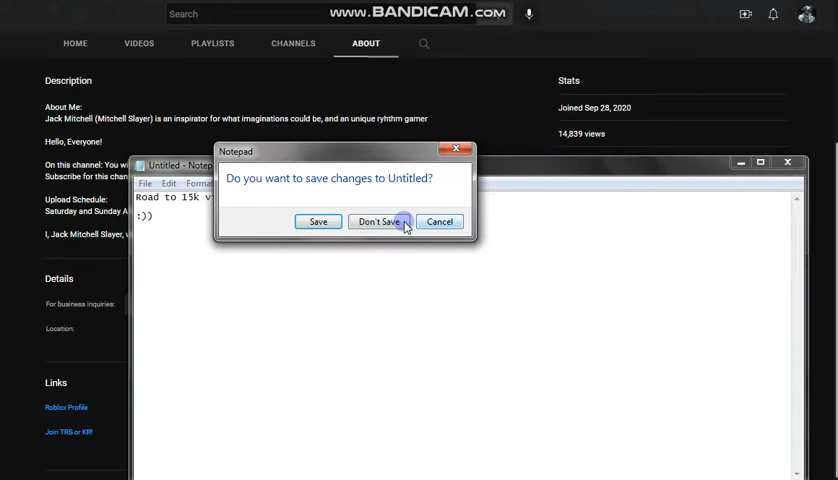 Search
www.BANDICAM.com
HOME
VIDEOS
PLAYLISTS
CHANNELS
ABOUT
Description
Stats
About Me:
Jack Mitchell (Mitchell Slayer) is an inspirator for what imaginations could be, and an unique ryhthm gamer
Joined Sep 28, 2020
Hello, Everyone!
14,839 views
On this channel: You wi
Subscribe for this chan
Upload Schedule:
Saturday and Sunday A
I, Jack Mitchell Slayer, w
Details
For business inquiries:
Location:
Links
Roblox Profile
Join TRS or KR!
Untitled - Notep
File Edit Format
Road to 15k v
:))
Notepad
Do you want to save changes to Untitled?
Save
Don't Save
Cancel